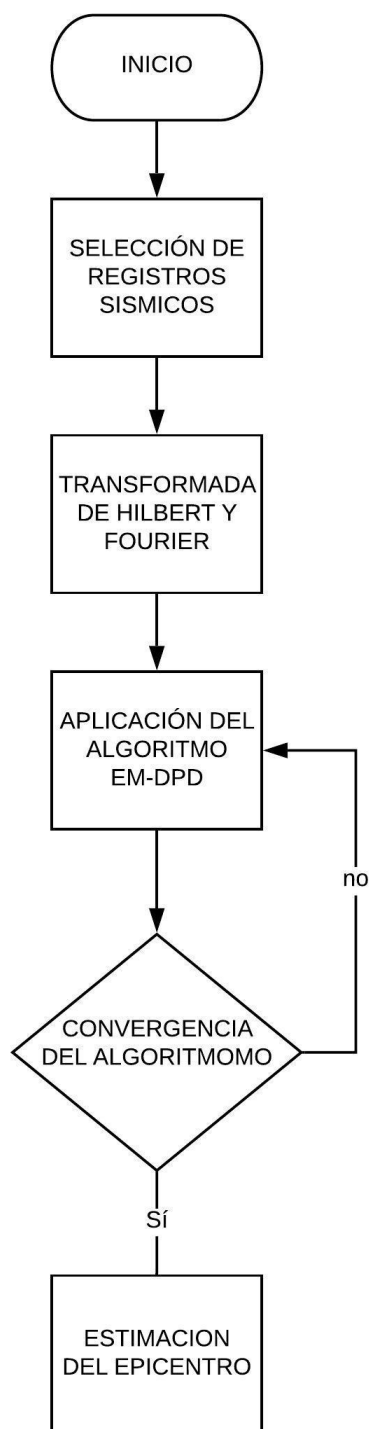 INICIO
SELECCIÓN DE
REGISTROS
SISMICOS
TRANSFORMADA
DE HILBERT Y
FOURIER
APLICACIÓN DEL
ALGORITMO
EM-DPD
no
CONVERGENCIA
DEL ALGORITMOMO
Sí
ESTIMACION
DEL EPICENTRO